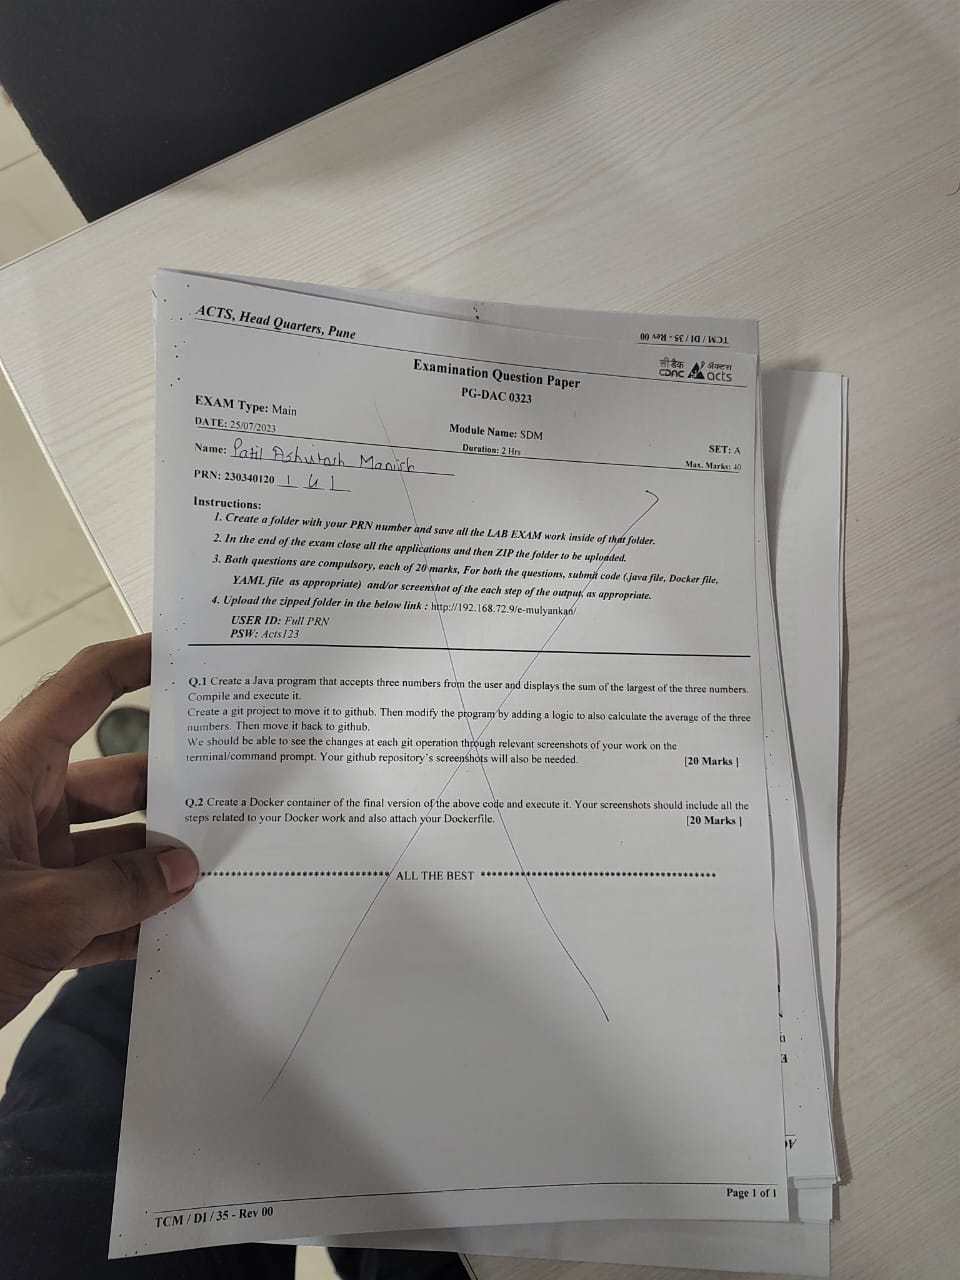 ACTS, Head Quarters, Pune
TCM / DI / 35 - Rev 00
सी डैक
CDAC
ॲक्टस
acts
Examination Question Paper
PG-DAC 0323
EXAM Type: Main
DATE: 25/07/2023
Module Name: SDM
Duration: 2 Hrs
SET: A
Max. Marks: 40
Name: Patil Ashutosh Manish
PRN: 230340120
Instructions:
1. Create a folder with your PRN number and save all the LAB EXAM work inside of that folder.
2. In the end of the exam close all the applications and then ZIP the folder to be uploaded.
3. Both questions are compulsory, each of 20 marks, For both the questions, submit code (.java file, Docker file,
YAML file as appropriate) and/or screenshot of the each step of the output, as appropriate.
4. Upload the zipped folder in the below link : http://192.168.72.9/e-mulyankan/
USER ID: Full PRN
PSW: Acts123
Q.1 Create a Java program that accepts three numbers from the user and displays the sum of the largest of the three numbers.
Compile and execute it.
Create a git project to move it to github. Then modify the program by adding a logic to also calculate the average of the three
numbers. Then move it back to github.
We should be able to see the changes at each git operation through relevant screenshots of your work on the
terminal/command prompt. Your github repository's screenshots will also be needed. [20 Marks ]
Q.2 Create a Docker container of the final version of the above code and execute it. Your screenshots should include all the
steps related to your Docker work and also attach your Dockerfile. [20 Marks ]
******************************** ALL THE BEST ****************************************
TCM / DI / 35 - Rev 00
Page 1 of 1